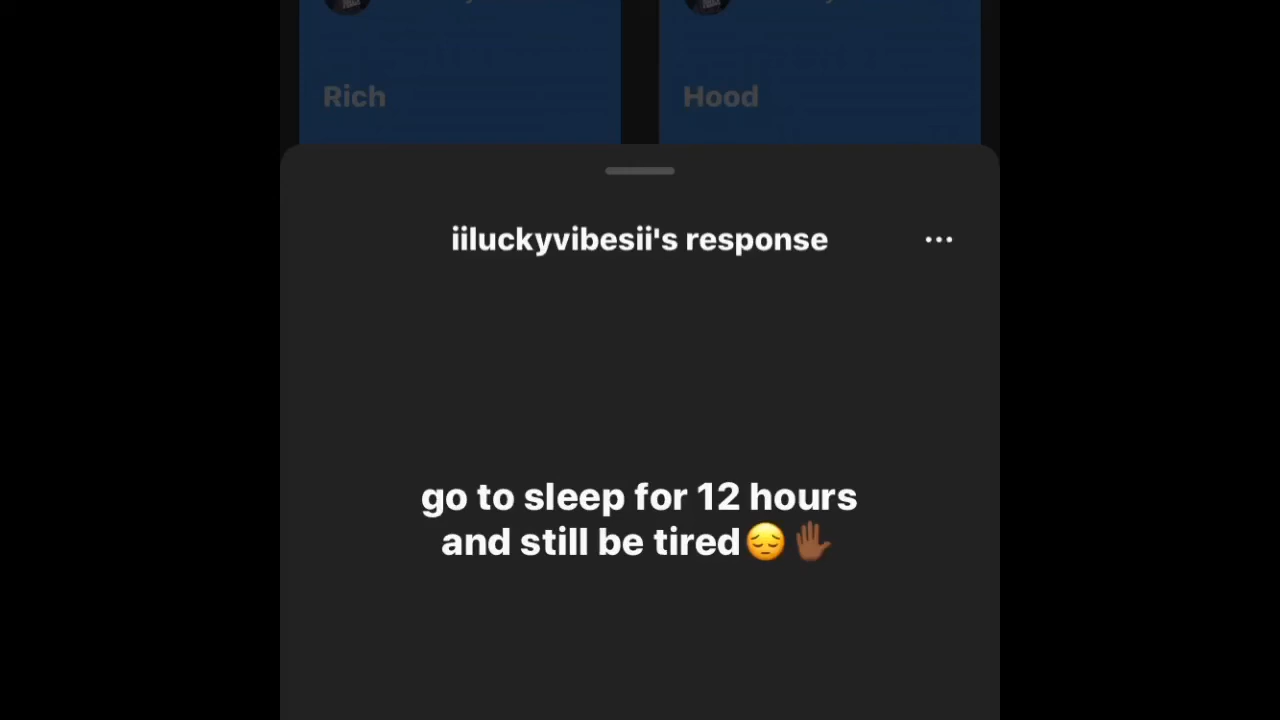 Rich
Hood
iiluckyvibesii's response
go to sleep for 12 hours
and still be tired😔✋🏾